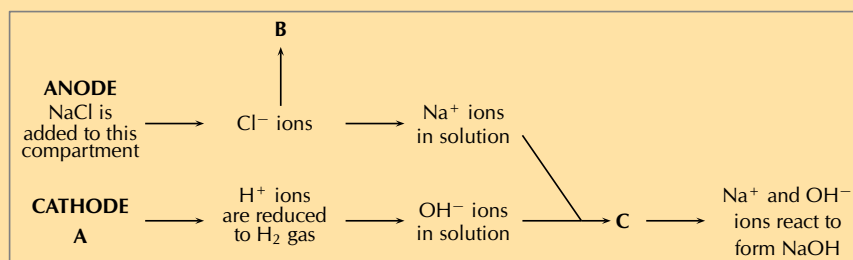 B
ANODE
NaCl is
added to this
compartment
Cl⁻ ions
Na⁺ ions
in solution
CATHODE
A
H⁺ ions
are reduced
to H₂ gas
OH⁻ ions
in solution
C
Na⁺ and OH⁻
ions react to
form NaOH